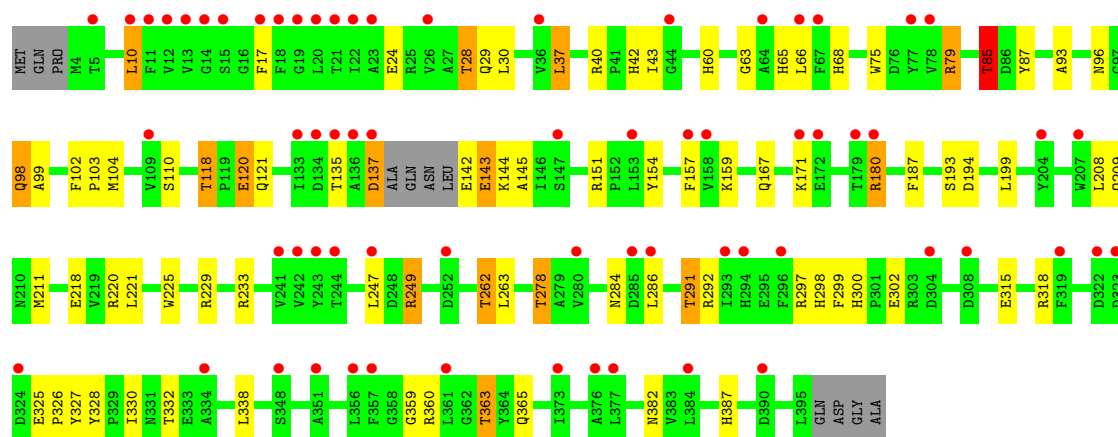 MET GLN PRO M4 T5 L10 F11 V12 V13 G14 S15 G16 F17 F18 G19 L20 T21 I22 A23 E24 R25 V26 A27 T28 Q29 L30 V36 L37 R40 P41 H42 I43 G44 H60 G63 A64 H65 L66 F67 H68 W75 D76 Y77 V78 R79 T85 D86 Y87 A93 N96
Q98 A99 F102 P103 M104 V109 S110 T118 P119 E120 Q121 I133 D134 T135 A136 D137 ALA GLN ASN LEU E142 E143 K144 A145 I146 S147 R151 P152 L153 Y154 F157 V158 K159 Q167 K171 E172 T179 R180 F187 S193 D194 L199 Y204 W207 L208
N210 M211 E218 V219 R220 L221 W225 R229 R233 V241 V242 Y243 T244 L247 D248 R249 D252 T262 L263 T278 A279 V280 N284 D285 L286 T291 R292 I293 H294 E295 F296 R297 H298 F299 H300 F301 E302 R303 D304 D308 E315 R318 F319 D322
D324 E325 P326 Y327 Y328 P329 I330 N331 T332 E333 A334 L338 S348 A351 L356 F357 G358 G359 R360 L361 G362 T363 Y364 Q365 I373 A376 L377 N382 V383 L384 H387 D390 L395 GLN ASP GLY ALA